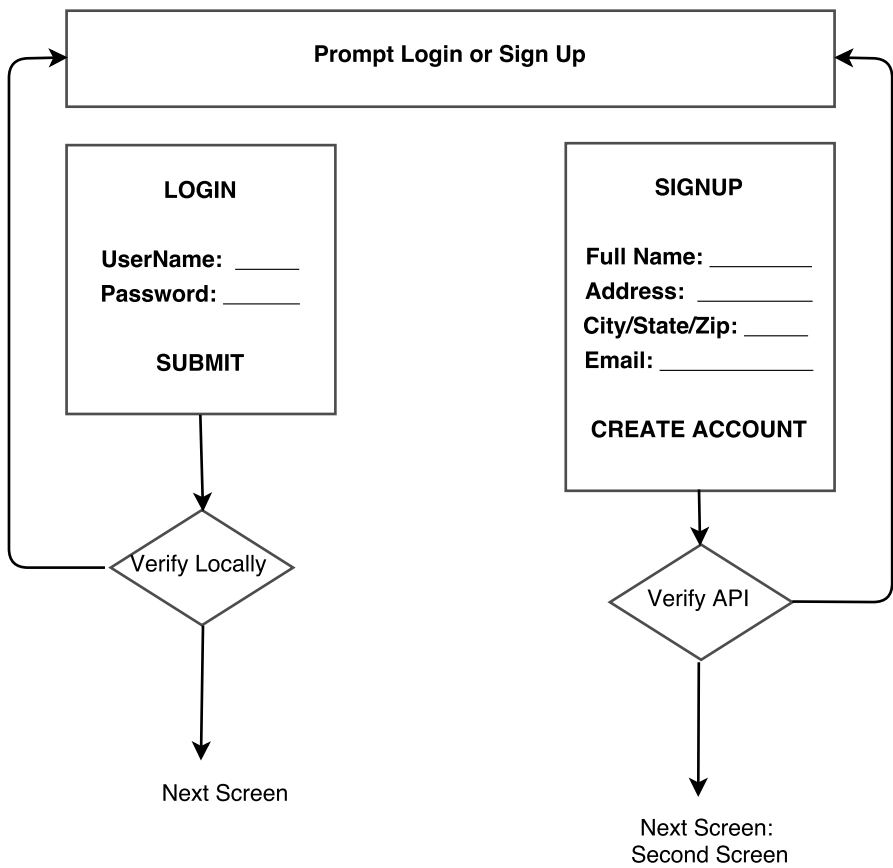 Prompt Login or Sign Up
LOGIN
UserName: _____
Password: ______
SUBMIT
Verify Locally
Next Screen
SIGNUP
Full Name: ________
Address: _________
City/State/Zip: _____
Email: ____________
CREATE ACCOUNT
Verify API
Next Screen:
Second Screen